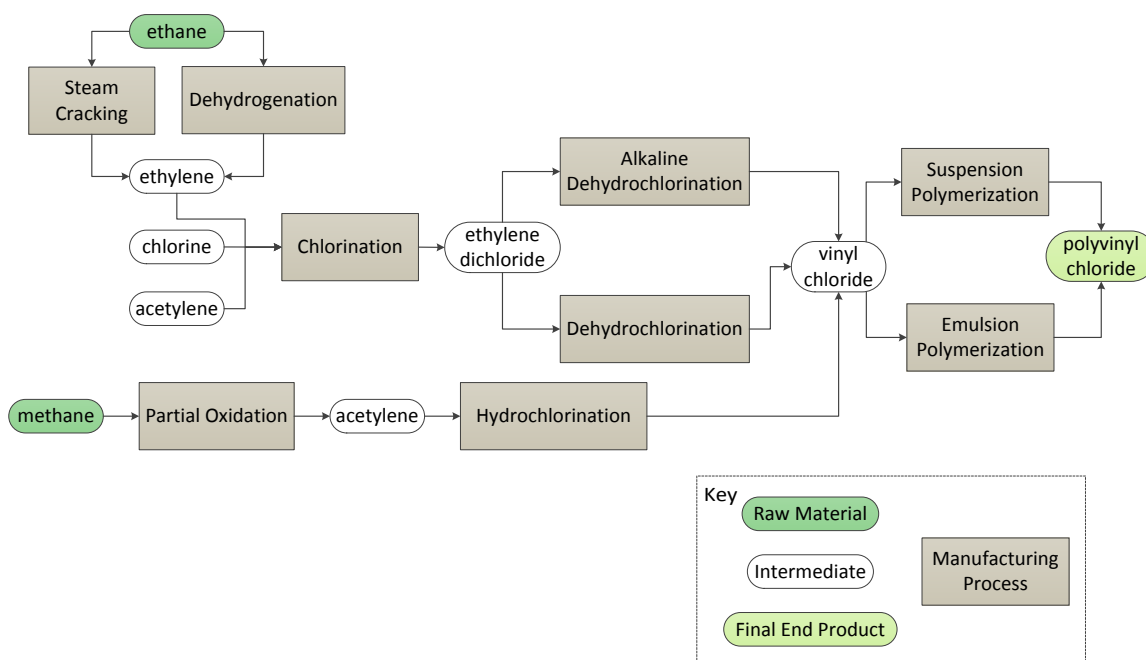 ethane
Steam
Cracking
Dehydrogenation
ethylene
chlorine
acetylene
Chlorination
ethylene
dichloride
Alkaline
Dehydrochlorination
Dehydrochlorination
vinyl
chloride
Suspension
Polymerization
Emulsion
Polymerization
polyvinyl
chloride
methane
Partial Oxidation
acetylene
Hydrochlorination
Key
Raw Material
Intermediate
Final End Product
Manufacturing
Process